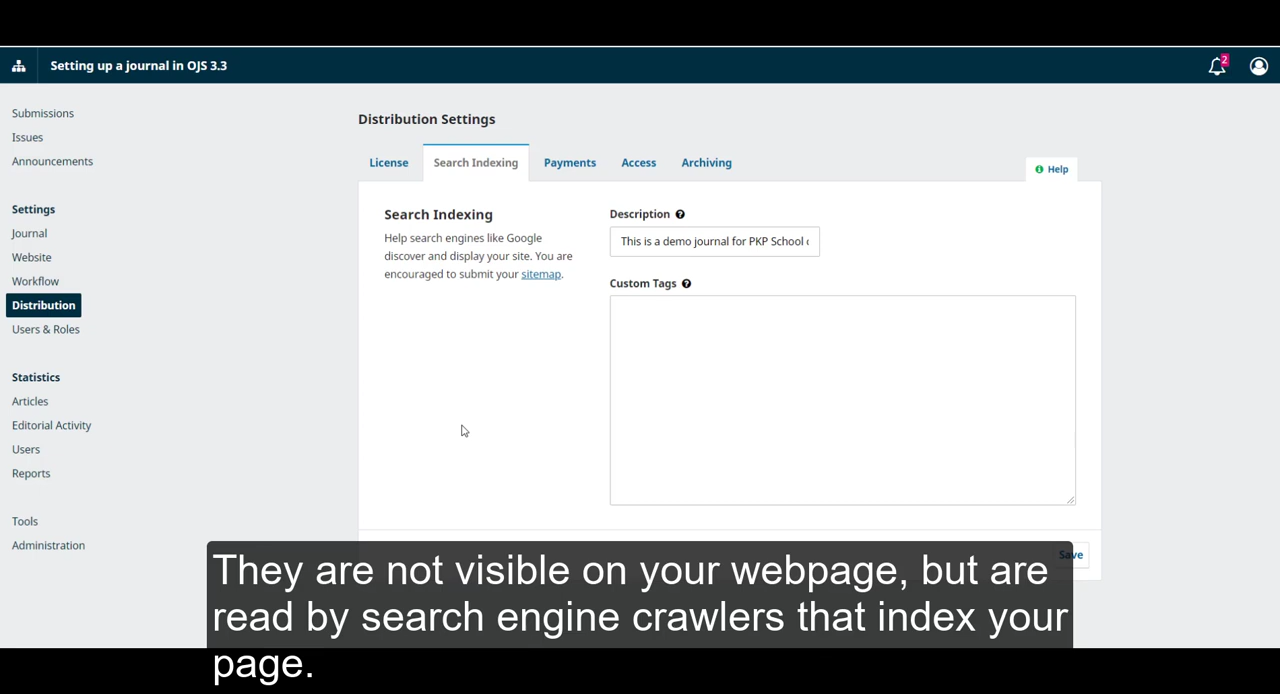 Setting up a journal in OJS 3.3
2
Submissions
Issues
Announcements
Settings
Journal
Website
Workflow
Distribution
Users & Roles
Statistics
Articles
Editorial Activity
Users
Reports
Tools
Administration
Distribution Settings
License
Search Indexing
Payments
Access
Archiving
Help
Search Indexing
Help search engines like Google
discover and display your site. You are
encouraged to submit your sitemap.
Description
This is a demo journal for PKP School
Custom Tags
Save
They are not visible on your webpage, but are
read by search engine crawlers that index your
page.